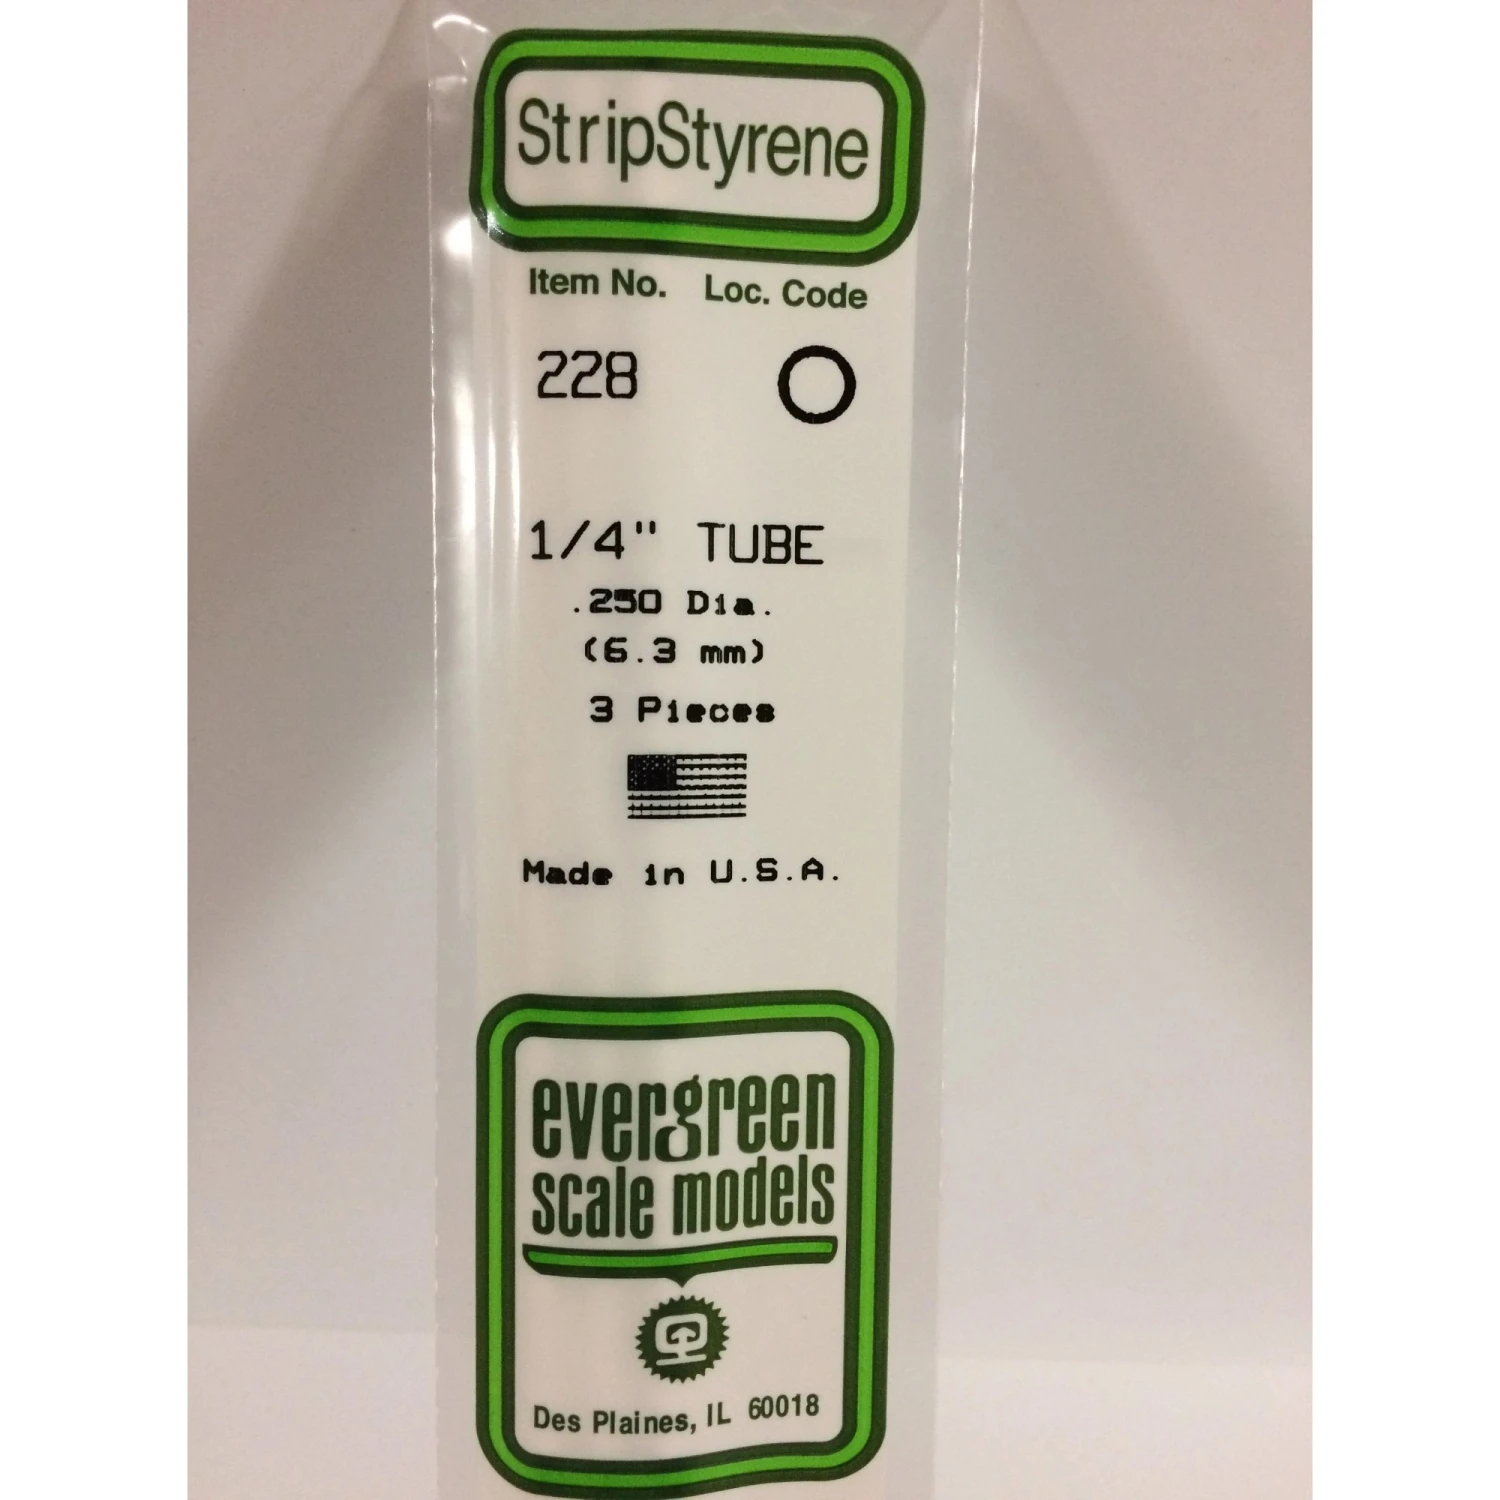 StripStyrene
Item No. Loc. Code
228
1/4" TUBE
.250 Dia.
(6.3 mm)
3 Pieces
Made in U.S.A.
evergreen
scale models
Des Plaines, IL 60018